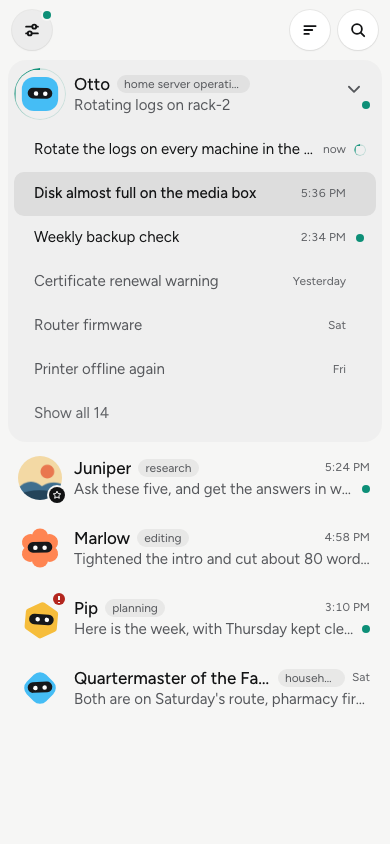 Otto home server operati...
Rotating logs on rack-2
Rotate the logs on every machine in the ... now
Disk almost full on the media box 5:36 PM
Weekly backup check 2:34 PM
Certificate renewal warning Yesterday
Router firmware Sat
Printer offline again Fri
Show all 14
Juniper research 5:24 PM
Ask these five, and get the answers in w...
Marlow editing 4:58 PM
Tightened the intro and cut about 80 word...
Pip planning 3:10 PM
Here is the week, with Thursday kept cle...
Quartermaster of the Fa... househ... Sat
Both are on Saturday's route, pharmacy fir...